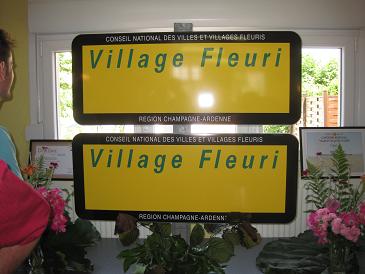 CONSEIL NATIONAL DES VILLES ET VILLAGES FLEURIS
Village Fleuri
REGION CHAMPAGNE-ARDENNE
CONSEIL NATIONAL DES VILLES ET VILLAGES FLEURIS
Village Fleuri
REGION CHAMPAGNE-ARDENNE